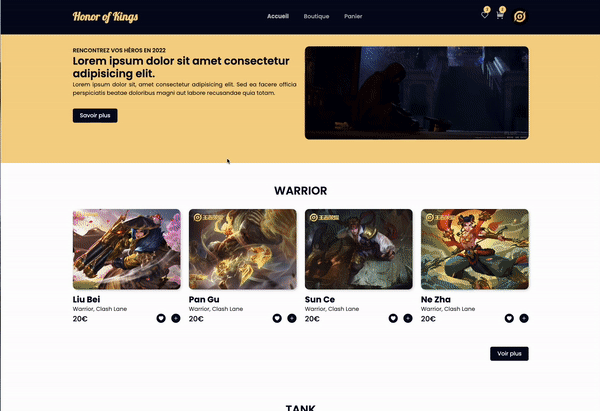 Honor of Kings
Accueil
Boutique
Panier
RENCONTREZ VOS HÉROS EN 2022
Lorem ipsum dolor sit amet consectetur
adipisicing elit.
Lorem ipsum dolor sit, amet consectetur adipisicing elit. Sed ea facere officia
perspiciatis beatae doloribus magni aut labore recusandae quia totam.
Savoir plus
WARRIOR
Liu Bei
Warrior, Clash Lane
20€
Pan Gu
Warrior, Clash Lane
20€
Sun Ce
Warrior, Clash Lane
20€
Ne Zha
Warrior, Clash Lane
20€
Voir plus
TANK